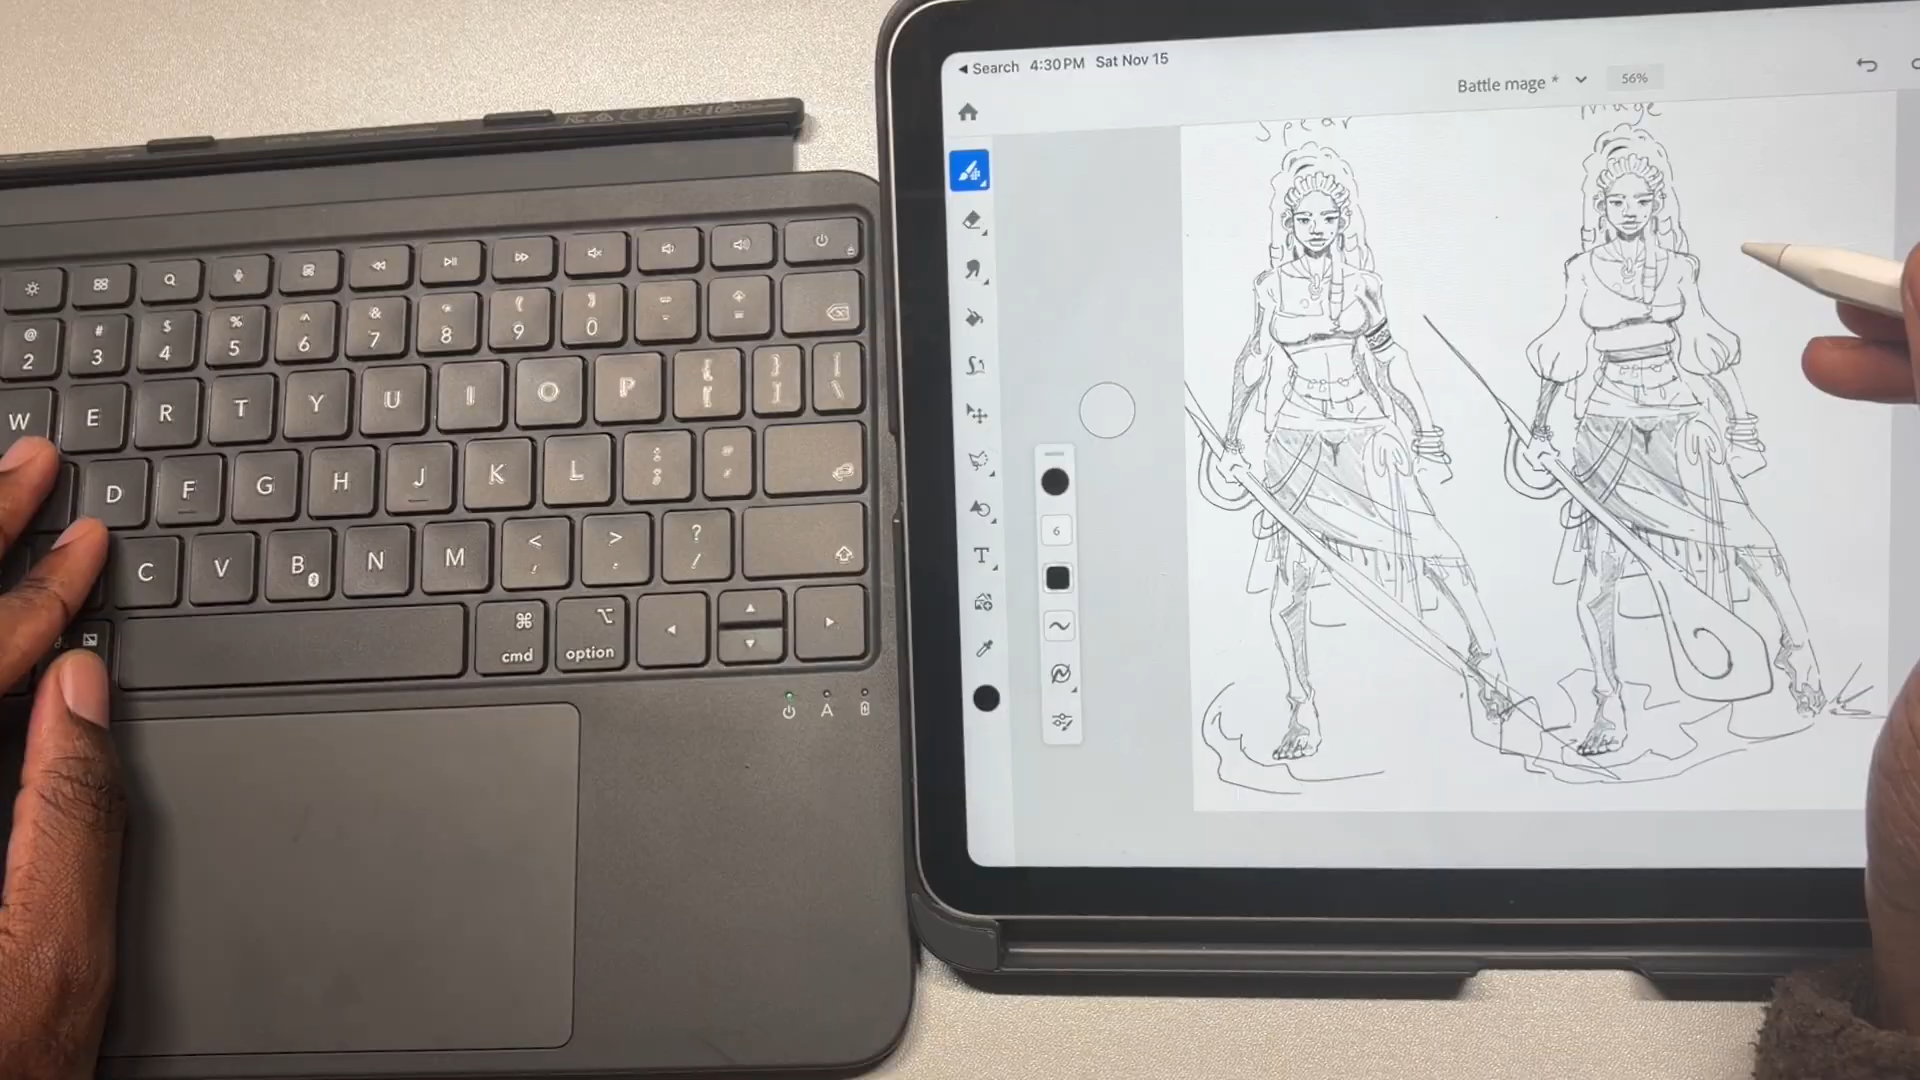 @ # $ % ^ & * ( )
2 3 4 5 6 7 8 9 0
W E R T Y U I O P
D F G H J K L
C V B N M < > ?
, . /
cmd option
A
Search 4:30 PM Sat Nov 15
Battle mage * 56%
Spear Mage
6
T